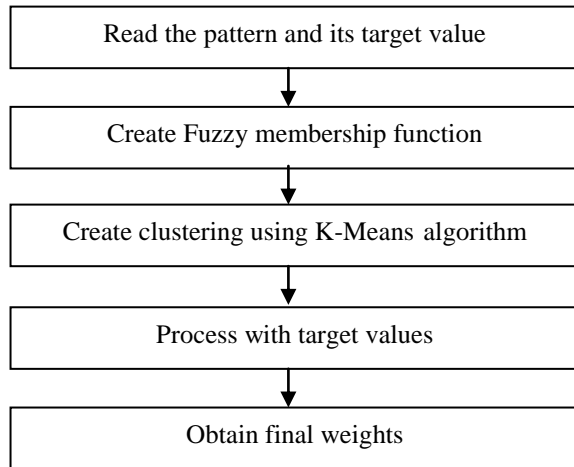 Read the pattern and its target value
Create Fuzzy membership function
Create clustering using K-Means algorithm
Process with target values
Obtain final weights